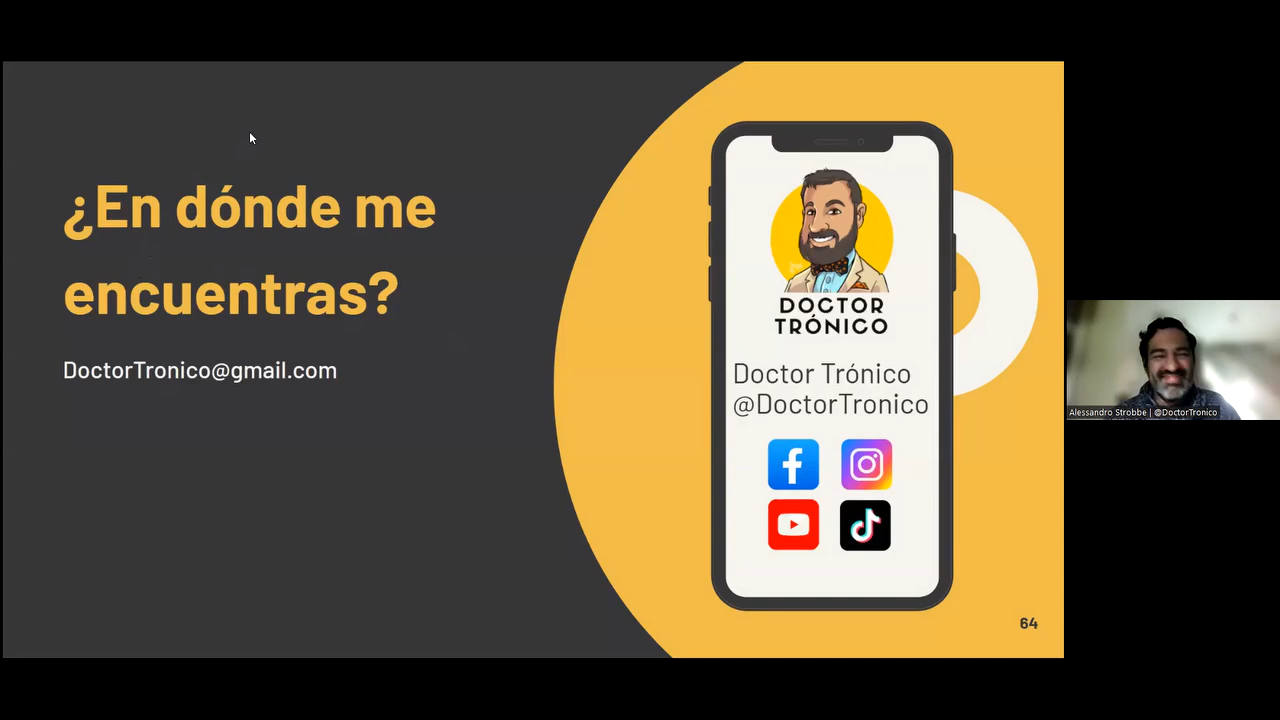 ¿En dónde me
encuentras?
DoctorTronico@gmail.com
DOCTOR
TRÓNICO
Doctor Trónico
@DoctorTronico
64
Alessandro Strobbe | @DoctorTronico